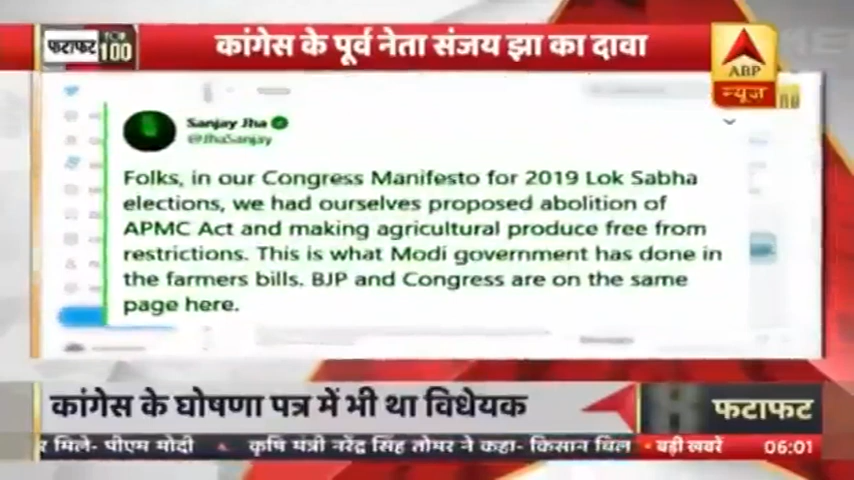 फटाफट TOP 100
कांग्रेस के पूर्व नेता संजय झा का दावा
ABP
न्यूज़
HD
Sanjay Jha
@JhaSanjay
Folks, in our Congress Manifesto for 2019 Lok Sabha
elections, we had ourselves proposed abolition of
APMC Act and making agricultural produce free from
restrictions. This is what Modi government has done in
the farmers bills. BJP and Congress are on the same
page here.
कांग्रेस के घोषणा पत्र में भी था विधेयक
फटाफट
र मिले- पीएम मोदी
कृषि मंत्री नरेंद्र सिंह तोमर ने कहा- किसान बिल
बड़ी खबरें
06:01